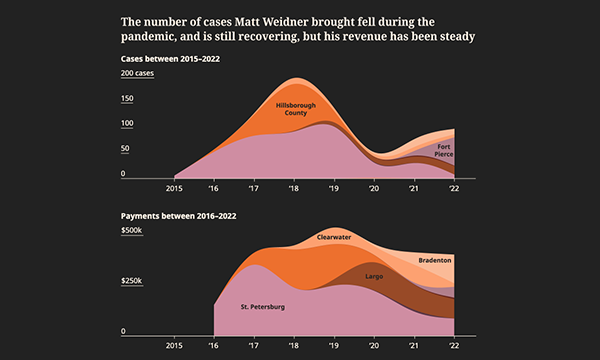 The number of cases Matt Weidner brought fell during the
pandemic, and is still recovering, but his revenue has been steady
Cases between 2015–2022
200 cases
150
100
50
0
Hillsborough
County
Fort
Pierce
2015 '16 '17 '18 '19 '20 '21 '22
Payments between 2016–2022
$500k
$250k
0
Clearwater
Bradenton
Largo
St. Petersburg
2015 '16 '17 '18 '19 '20 '21 '22